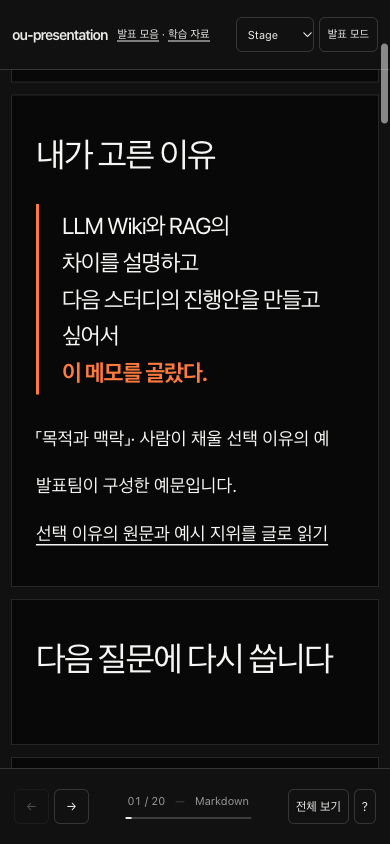 ou-presentation 발표 모음 · 학습 자료 Stage 발표 모드
내가 고른 이유
LLM Wiki와 RAG의
차이를 설명하고
다음 스터디의 진행안을 만들고
싶어서
이 메모를 골랐다.
「목적과 맥락」· 사람이 채울 선택 이유의 예
발표팀이 구성한 예문입니다.
선택 이유의 원문과 예시 지위를 글로 읽기
다음 질문에 다시 씁니다
← → 01 / 20 — Markdown 전체 보기 ?